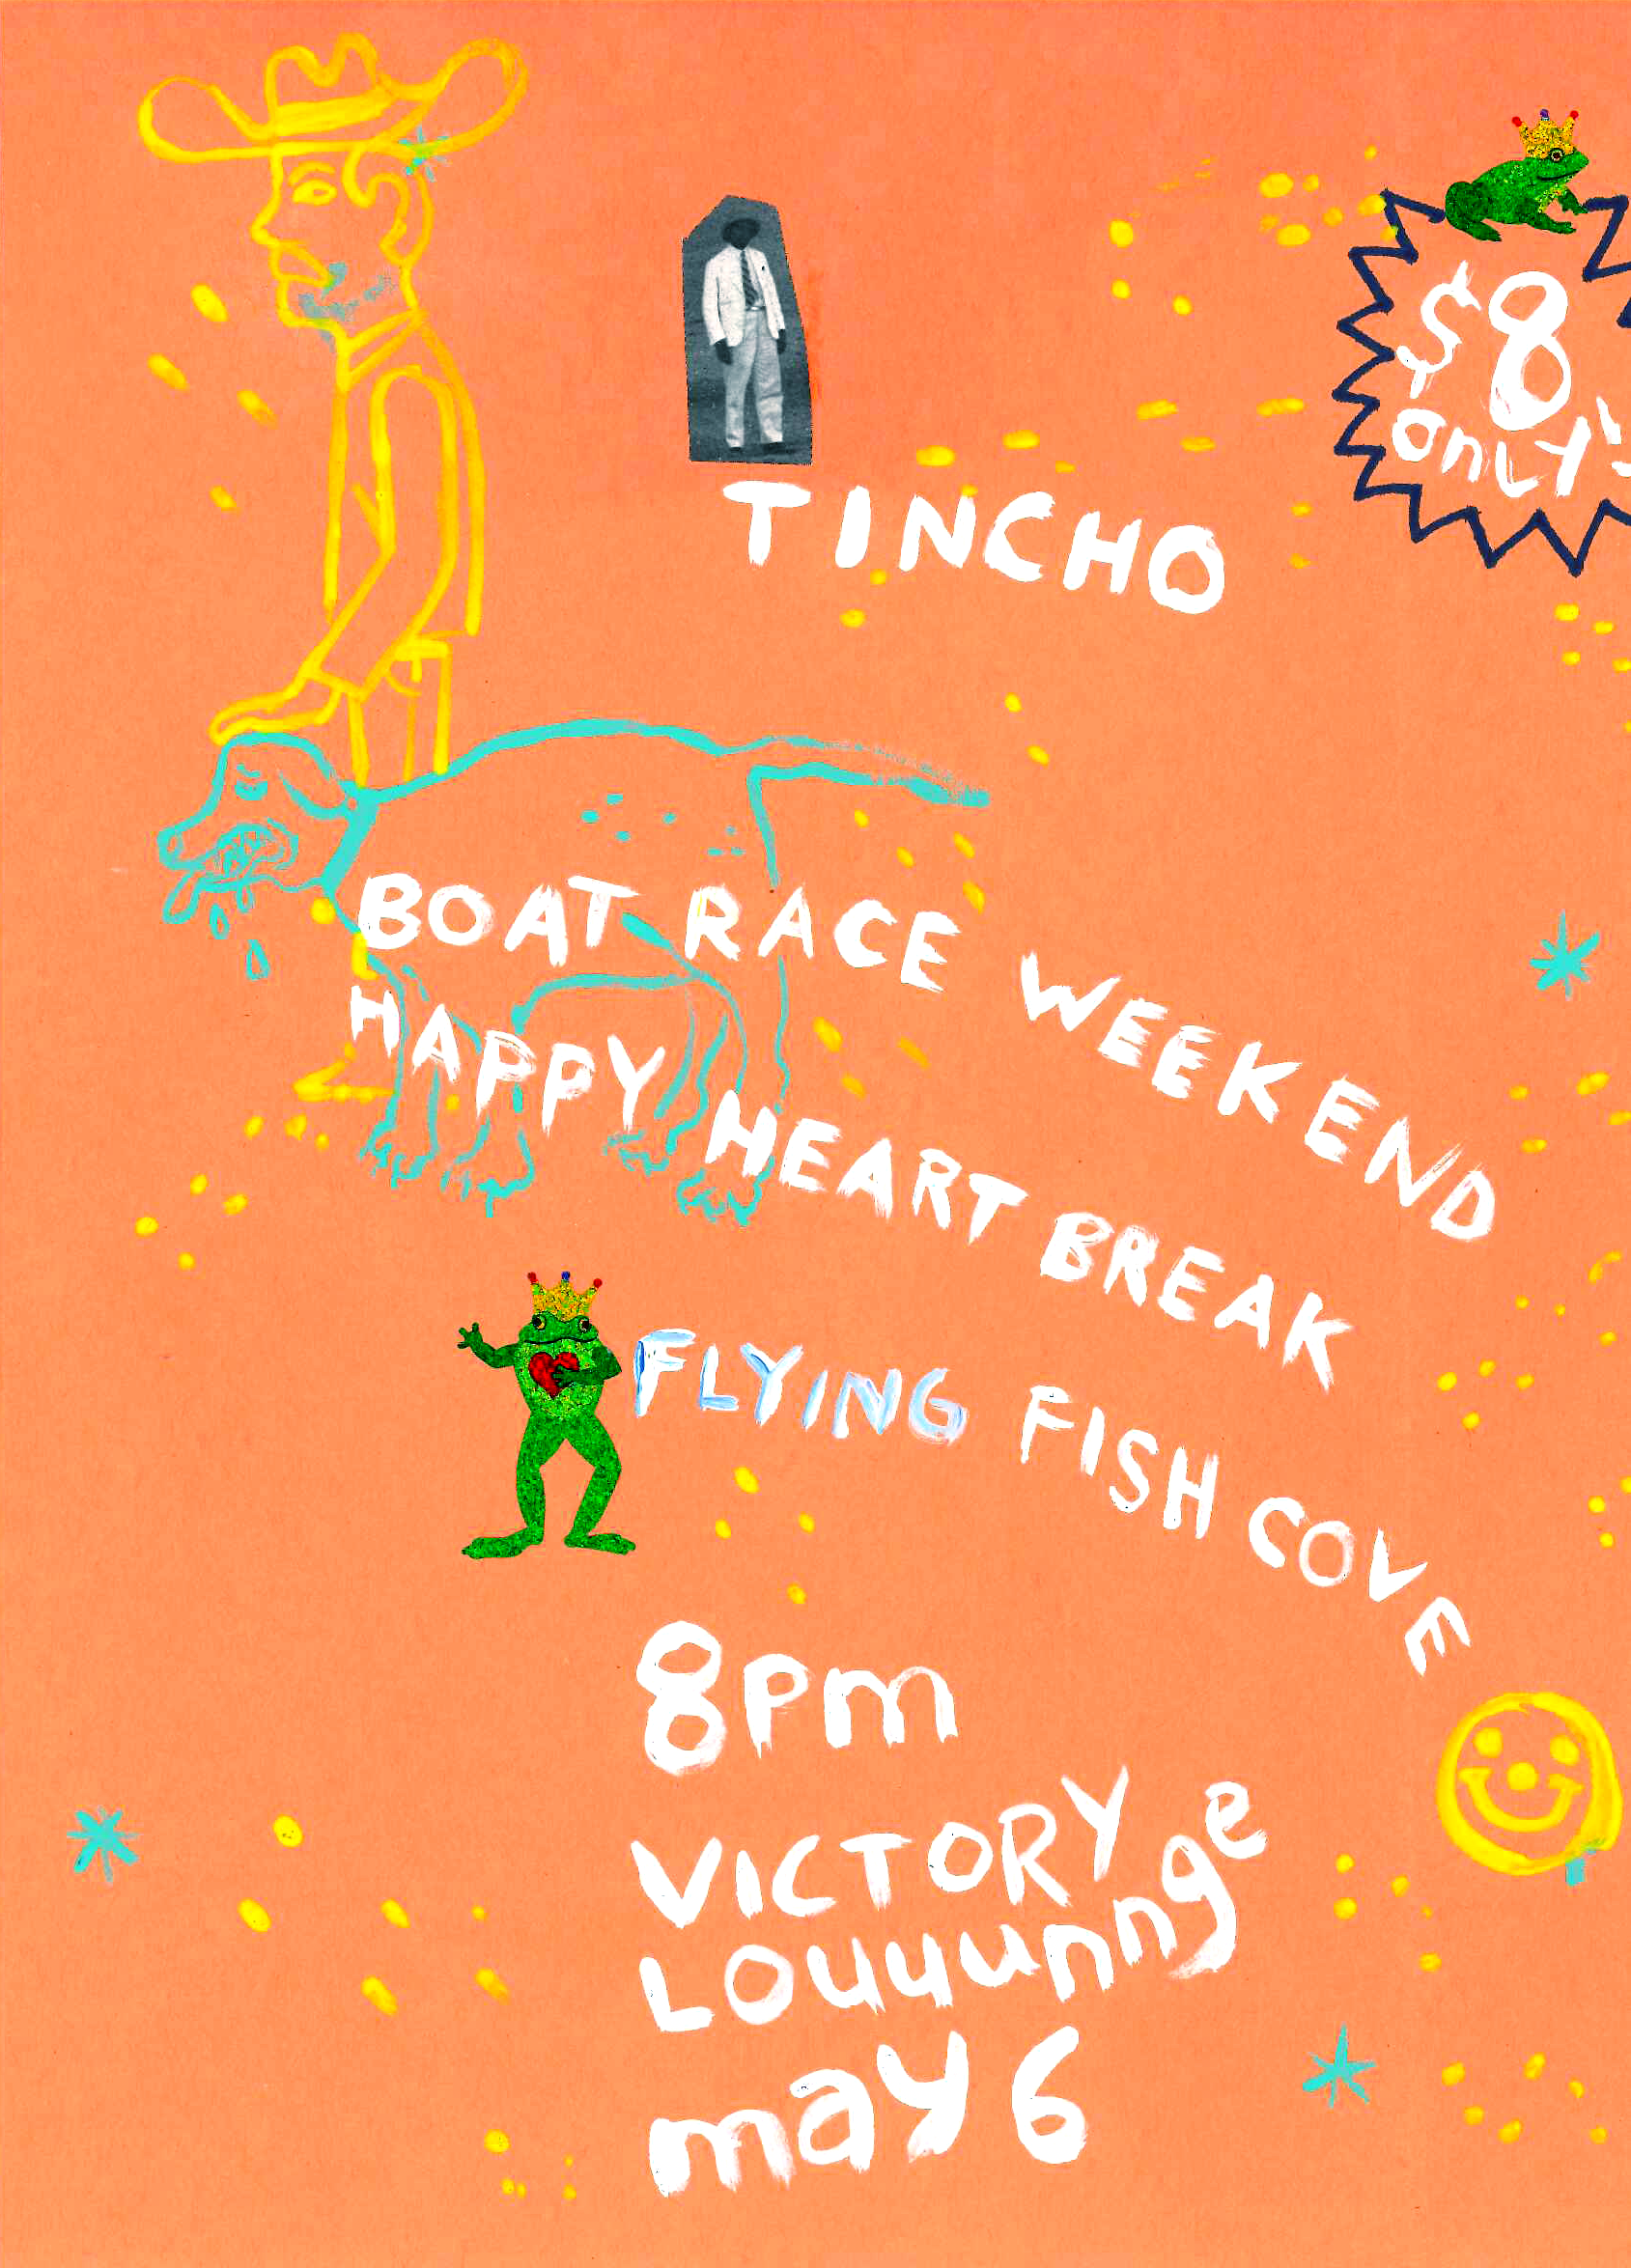 $8
only!
TINCHO
BOAT RACE WEEKEND
HAPPY HEART BREAK
FLYING FISH COVE
8pm
VICTORY
Louuunnge
may 6